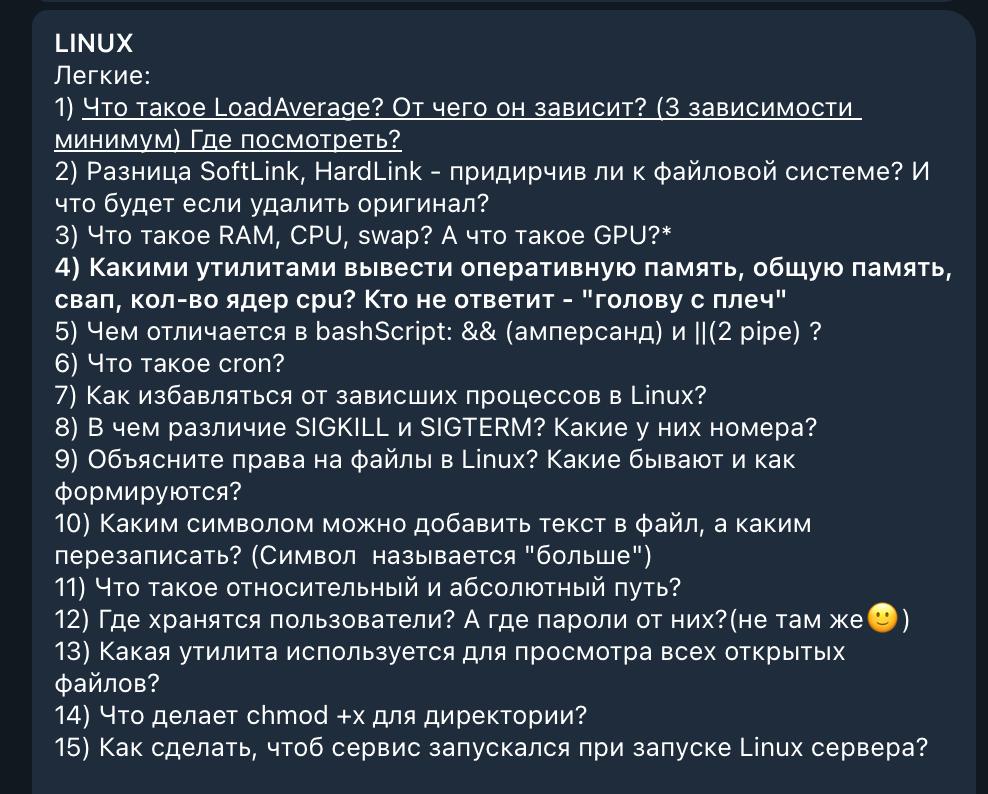 LINUX
Легкие:
1) Что такое LoadAverage? От чего он зависит? (3 зависимости
минимум) Где посмотреть?
2) Разница SoftLink, HardLink - придирчив ли к файловой системе? И
что будет если удалить оригинал?
3) Что такое RAM, CPU, swap? А что такое GPU?*
4) Какими утилитами вывести оперативную память, общую память,
свап, кол-во ядер cpu? Кто не ответит - "голову с плеч"
5) Чем отличается в bashScript: && (амперсанд) и ||(2 pipe) ?
6) Что такое cron?
7) Как избавляться от зависших процессов в Linux?
8) В чем различие SIGKILL и SIGTERM? Какие у них номера?
9) Объясните права на файлы в Linux? Какие бывают и как
формируются?
10) Каким символом можно добавить текст в файл, а каким
перезаписать? (Символ  называется "больше")
11) Что такое относительный и абсолютный путь?
12) Где хранятся пользователи? А где пароли от них?(не там же🙂)
13) Какая утилита используется для просмотра всех открытых
файлов?
14) Что делает chmod +x для директории?
15) Как сделать, чтоб сервис запускался при запуске Linux сервера?